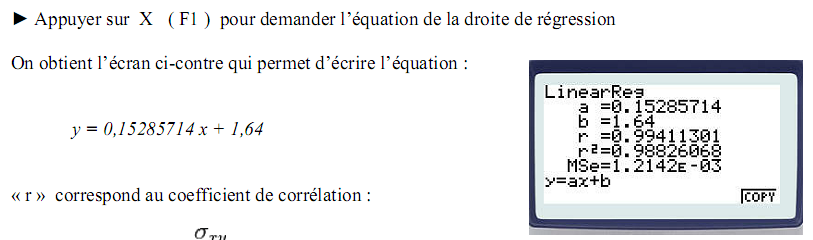 ► Appuyer sur X ( F1 ) pour demander l’équation de la droite de régression
On obtient l’écran ci-contre qui permet d’écrire l’équation :
y = 0,15285714 x + 1,64
« r » correspond au coefficient de corrélation :
LinearReg
a =0.15285714
b =1.64
r =0.99411301
r²=0.98826068
MSe=1.2142E-03
y=ax+b
COPY